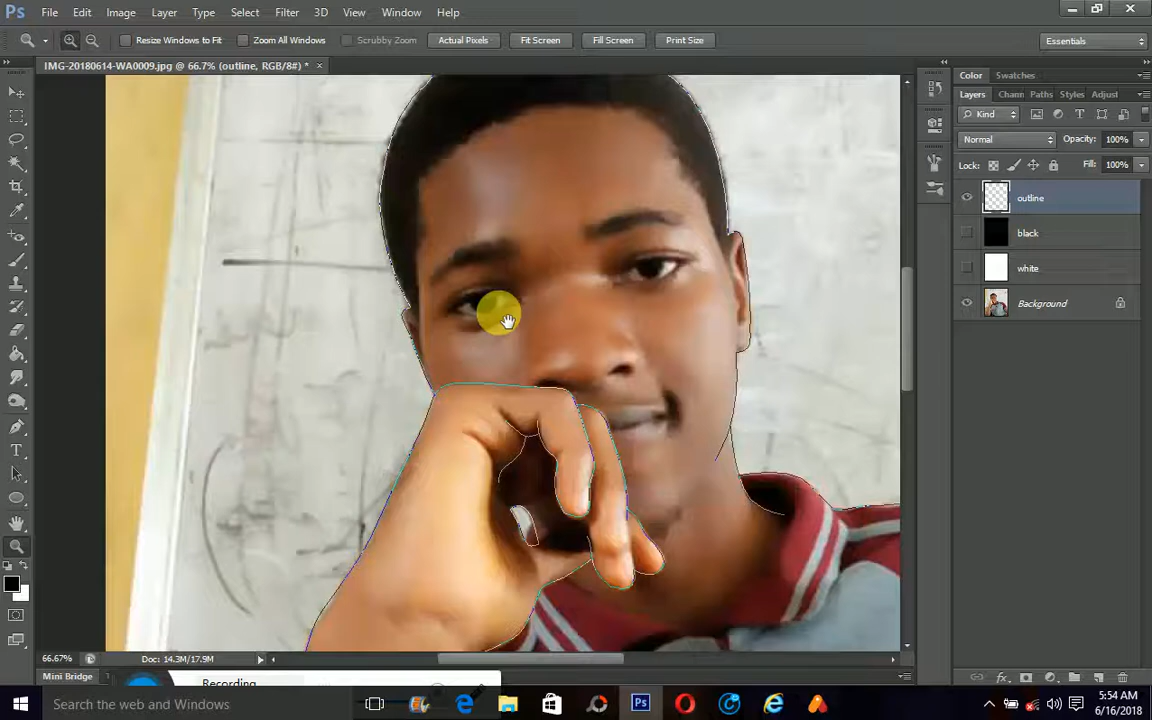 Ps File Edit Image Layer Type Select Filter 3D View Window Help
Resize Windows to Fit Zoom All Windows Scrubby Zoom Actual Pixels Fit Screen Fill Screen Print Size Essentials
IMG-20180614-WA0009.jpg @ 66.7% (outline, RGB/8#) * ×
Color Swatches
Layers Chann Paths Styles Adjust
Kind
Normal Opacity: 100%
Lock: Fill: 100%
outline
black
white
Background
66.67% Doc: 14.3M/17.9M
Mini Bridge
Search the web and Windows
5:54 AM
6/16/2018